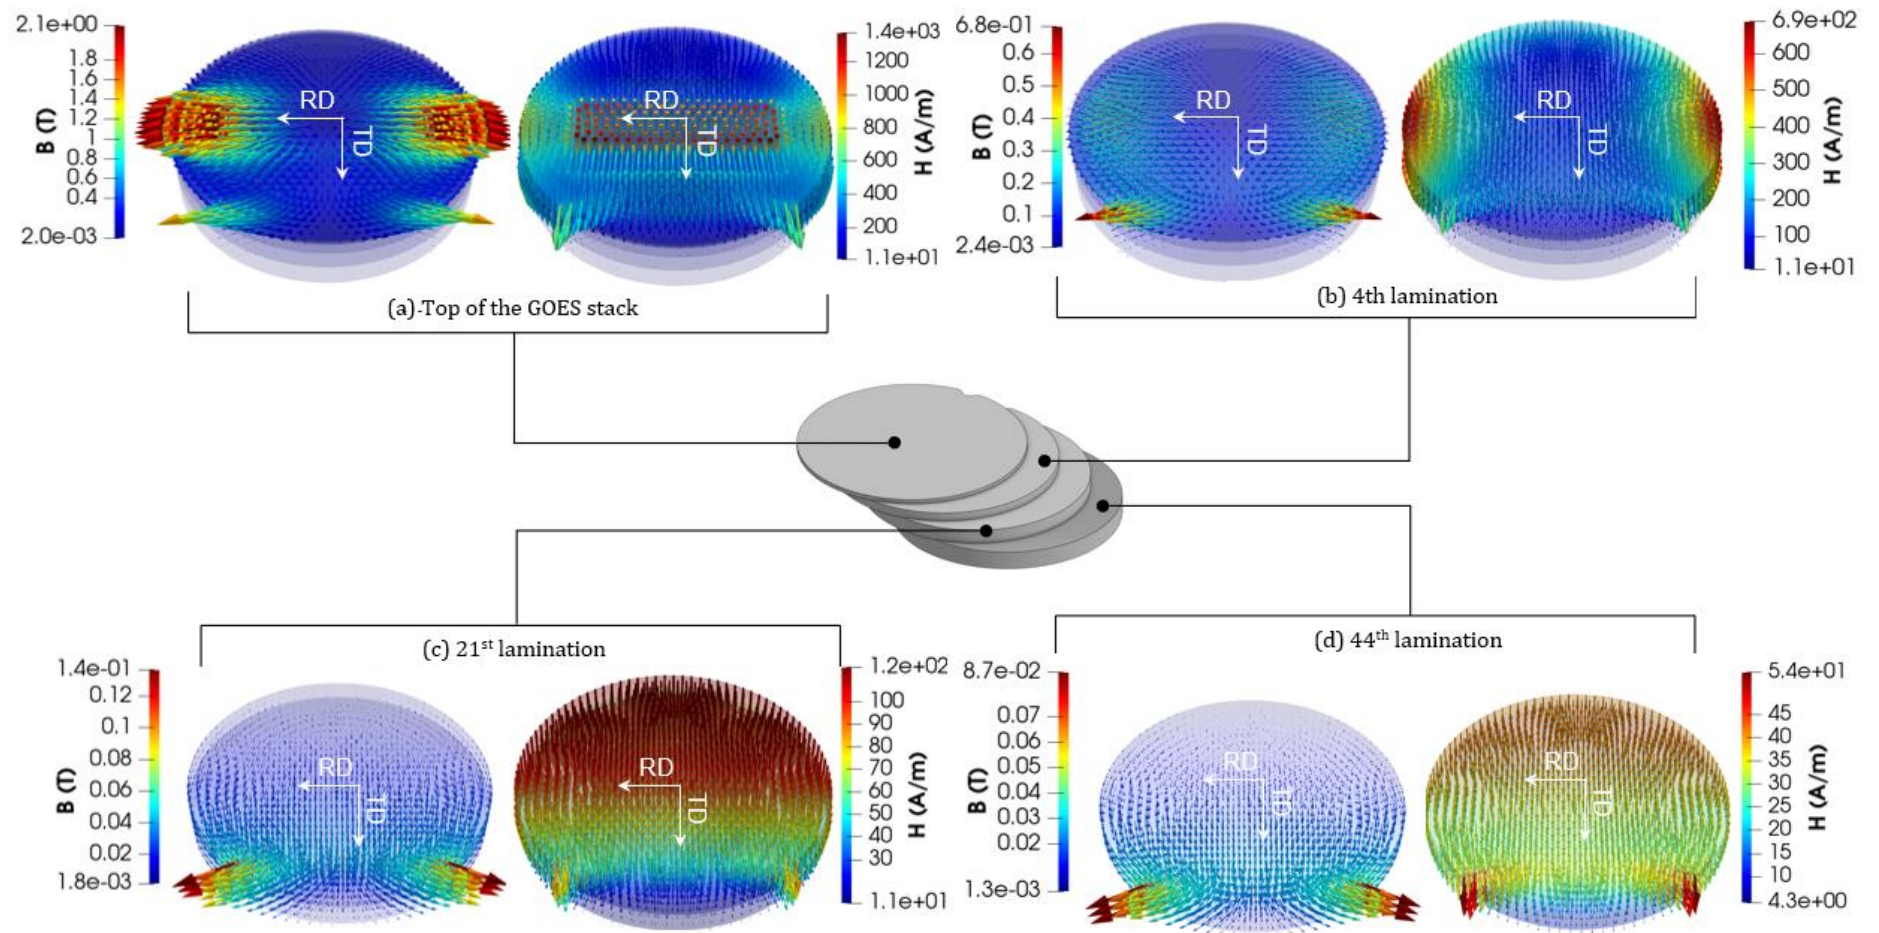 2.1e+00
1.8
1.6
1.4
1.2
1
0.8
0.6
0.4
2.0e-03
B (T)
RD
TD
RD
TD
1.4e+03
1200
1000
800
600
400
200
1.1e+01
H (A/m)
(a) Top of the GOES stack
6.8e-01
0.6
0.5
0.4
0.3
0.2
0.1
2.4e-03
B (T)
RD
TD
RD
TD
6.9e+02
600
500
400
300
200
100
1.1e+01
H (A/m)
(b) 4th lamination
(c) 21st lamination
1.4e-01
0.12
0.1
0.08
0.06
0.04
0.02
1.8e-03
B (T)
RD
TD
RD
TD
1.2e+02
100
90
80
70
60
50
40
30
1.1e+01
H (A/m)
(d) 44th lamination
8.7e-02
0.07
0.06
0.05
0.04
0.03
0.02
1.3e-03
B (T)
RD
TD
RD
TD
5.4e+01
45
40
35
30
25
20
15
10
4.3e+00
H (A/m)